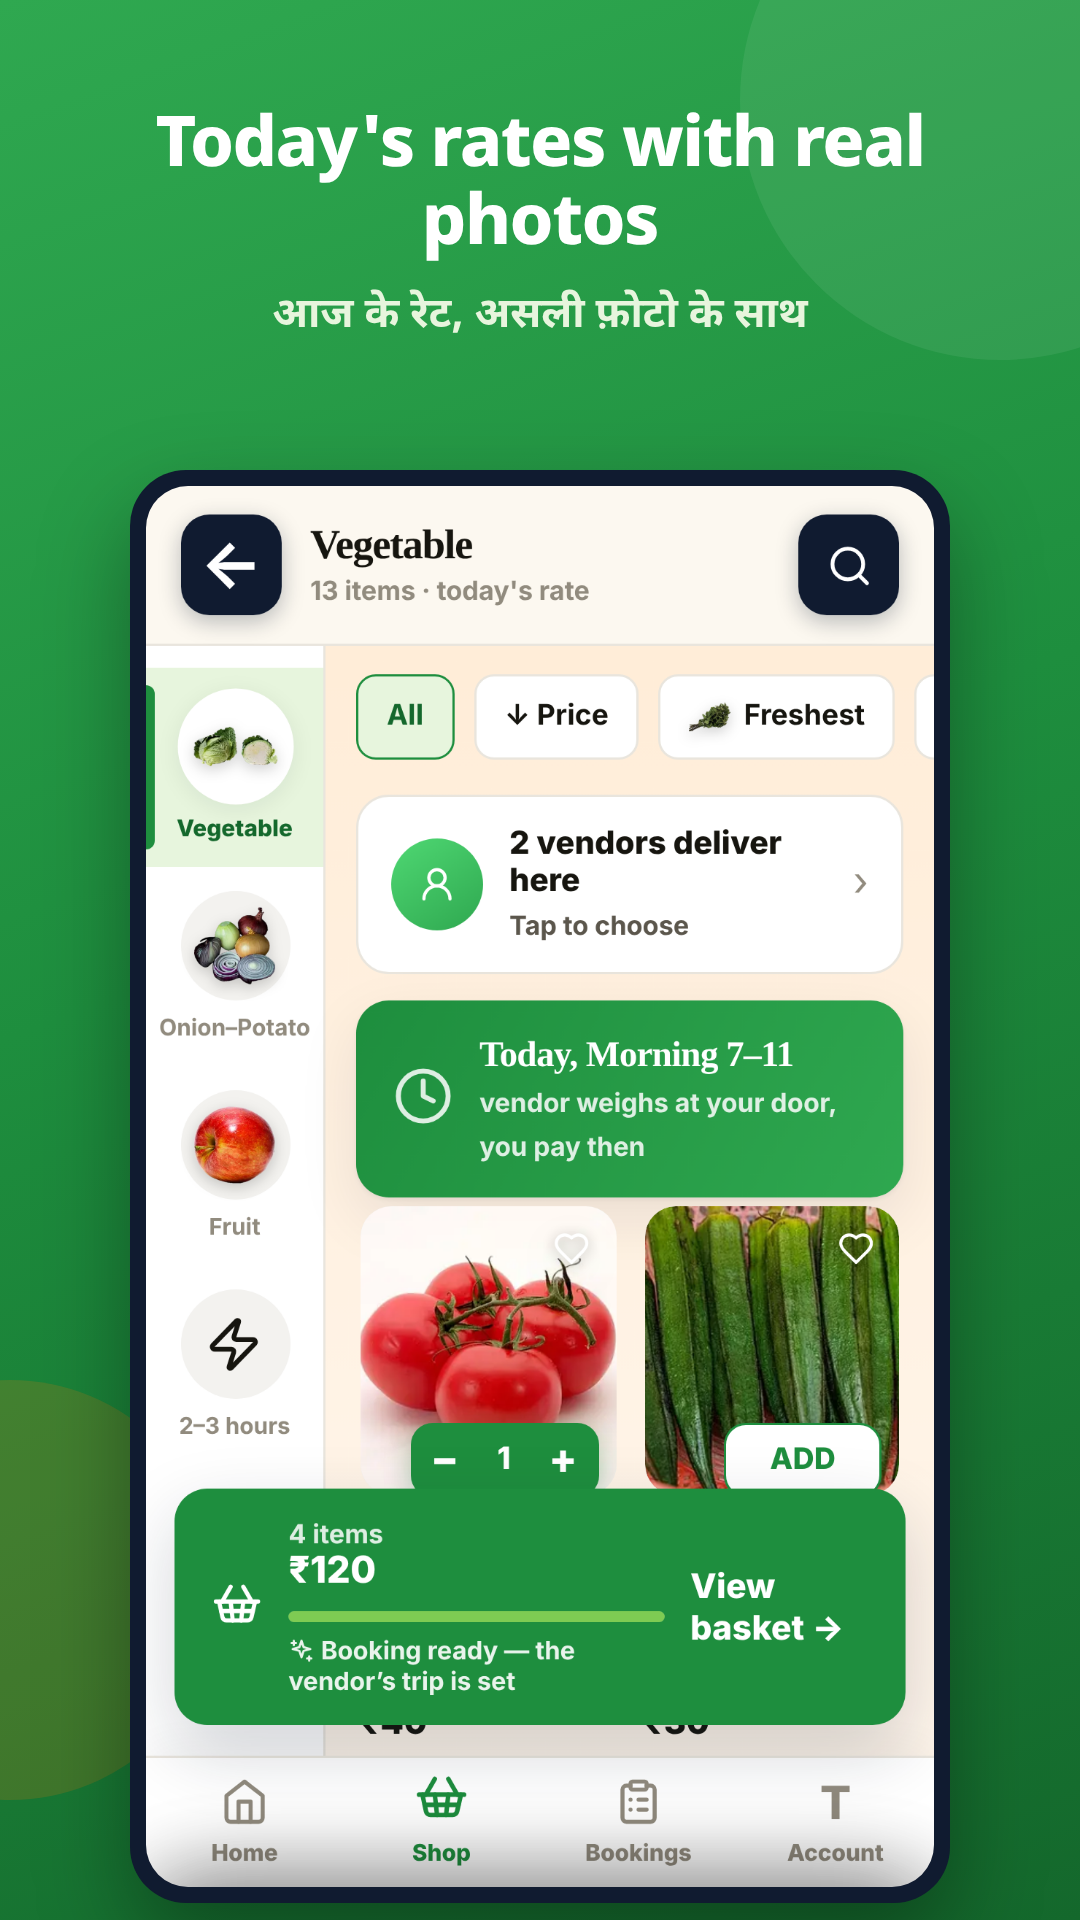 Today's rates with real
photos
आज के रेट, असली फ़ोटो के साथ
Vegetable
13 items · today's rate
All
↓ Price
Freshest
Vegetable
2 vendors deliver
here
Tap to choose
Onion–Potato
Today, Morning 7–11
vendor weighs at your door,
you pay then
Fruit
2–3 hours
− 1 +
ADD
4 items
₹120
View
basket →
Booking ready — the
vendor’s trip is set
Home
Shop
Bookings
T
Account